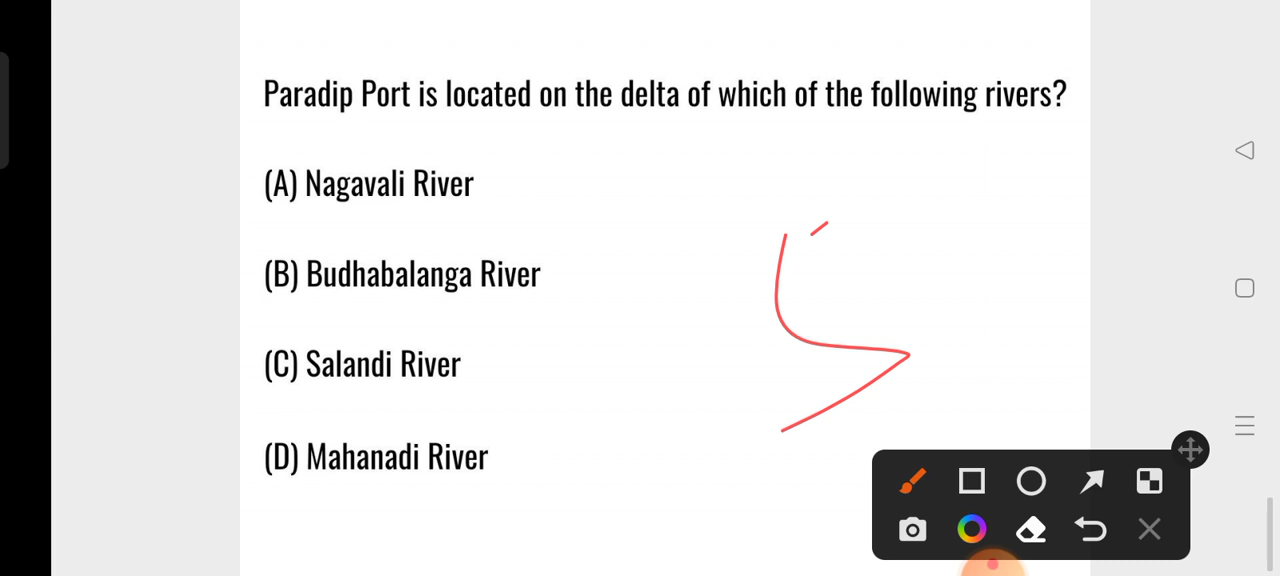 Paradip Port is located on the delta of which of the following rivers?
(A) Nagavali River
(B) Budhabalanga River
(C) Salandi River
(D) Mahanadi River